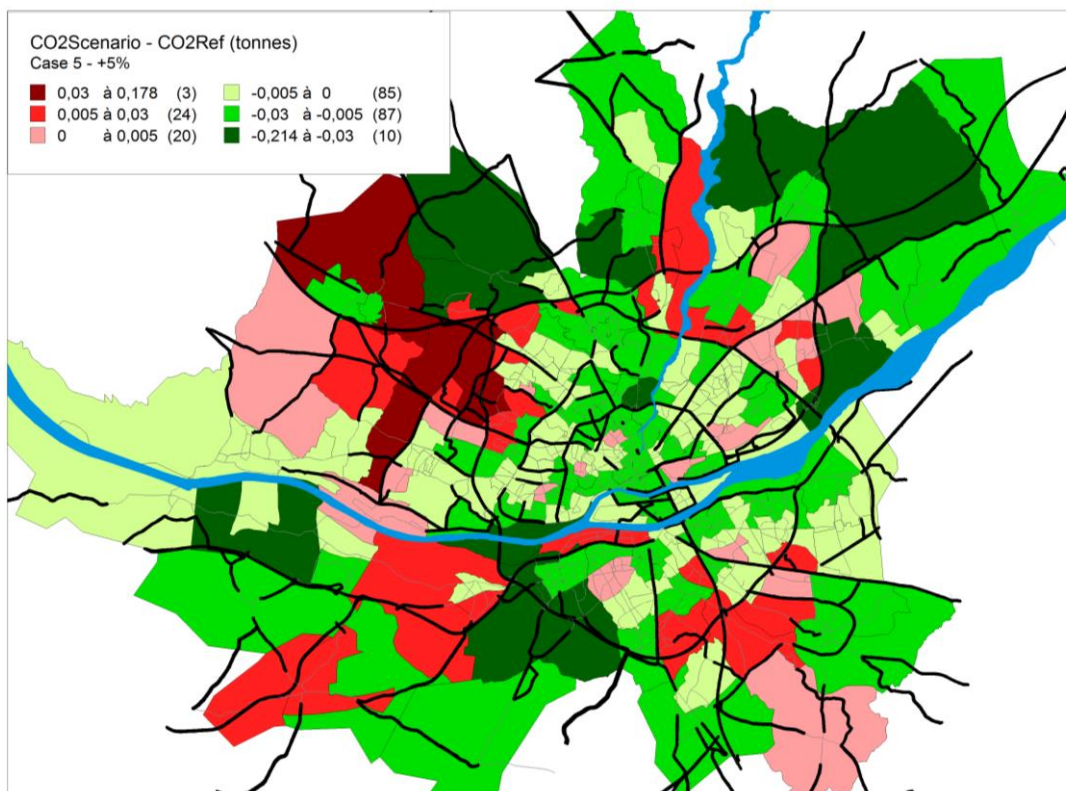 CO2Scenario - CO2Ref (tonnes)
Case 5 - +5%
0,03 à 0,178 (3) -0,005 à 0 (85)
0,005 à 0,03 (24) -0,03 à -0,005 (87)
0 à 0,005 (20) -0,214 à -0,03 (10)